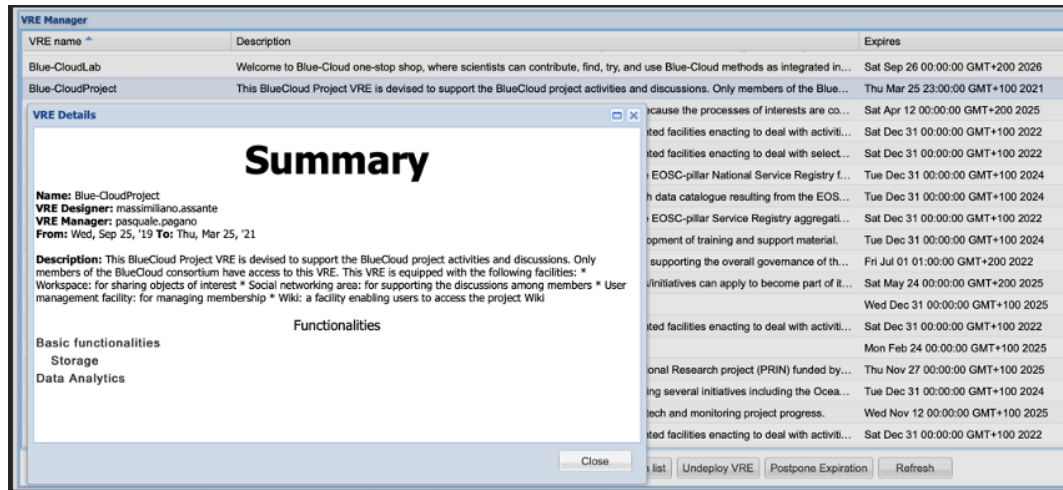 VRE Manager
VRE name Description Expires
Blue-CloudLab Welcome to Blue-Cloud one-stop shop, where scientists can contribute, find, try, and use Blue-Cloud methods as integrated in... Sat Sep 26 00:00:00 GMT+200 2026
Blue-CloudProject This BlueCloud Project VRE is devised to support the BlueCloud project activities and discussions. Only members of the Blue... Thu Mar 25 23:00:00 GMT+100 2021
VRE Details
Summary
Name: Blue-CloudProject
VRE Designer: massimiliano.assante
VRE Manager: pasquale.pagano
From: Wed, Sep 25, '19 To: Thu, Mar 25, '21
Description: This BlueCloud Project VRE is devised to support the BlueCloud project activities and discussions. Only
members of the BlueCloud consortium have access to this VRE. This VRE is equipped with the following facilities: *
Workspace: for sharing objects of interest * Social networking area: for supporting the discussions among members * User
management facility: for managing membership * Wiki: a facility enabling users to access the project Wiki
Functionalities
Basic functionalities
Storage
Data Analytics
Close
ecause the processes of interests are co... Sat Apr 12 00:00:00 GMT+200 2025
ted facilities enacting to deal with activiti... Sat Dec 31 00:00:00 GMT+100 2022
ted facilities enacting to deal with select... Sat Dec 31 00:00:00 GMT+100 2022
EOSC-pillar National Service Registry f... Tue Dec 31 00:00:00 GMT+100 2024
h data catalogue resulting from the EOS... Tue Dec 31 00:00:00 GMT+100 2024
EOSC-pillar Service Registry aggregati... Sat Dec 31 00:00:00 GMT+100 2022
opment of training and support material. Tue Dec 31 00:00:00 GMT+100 2024
supporting the overall governance of th... Fri Jul 01 01:00:00 GMT+200 2022
/initiatives can apply to become part of it... Sat May 24 00:00:00 GMT+200 2025
Wed Dec 31 00:00:00 GMT+100 2025
ted facilities enacting to deal with activiti... Sat Dec 31 00:00:00 GMT+100 2022
Mon Feb 24 00:00:00 GMT+100 2025
onal Research project (PRIN) funded by... Thu Nov 27 00:00:00 GMT+100 2025
ng several initiatives including the Ocea... Tue Dec 31 00:00:00 GMT+100 2024
tech and monitoring project progress. Wed Nov 12 00:00:00 GMT+100 2025
ted facilities enacting to deal with activiti... Sat Dec 31 00:00:00 GMT+100 2022
list Undeploy VRE Postpone Expiration Refresh